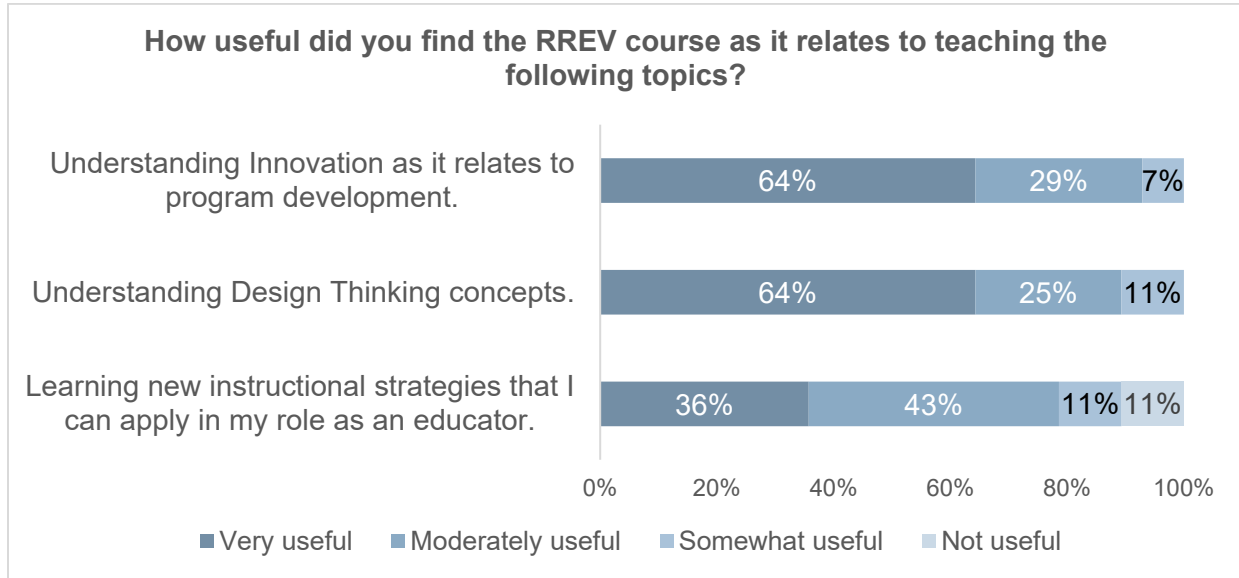 How useful did you find the RREV course as it relates to teaching the
following topics?
Understanding Innovation as it relates to
program development.
64% 29% 7%
Understanding Design Thinking concepts.
64% 25% 11%
Learning new instructional strategies that I
can apply in my role as an educator.
36% 43% 11% 11%
0% 20% 40% 60% 80% 100%
Very useful Moderately useful Somewhat useful Not useful